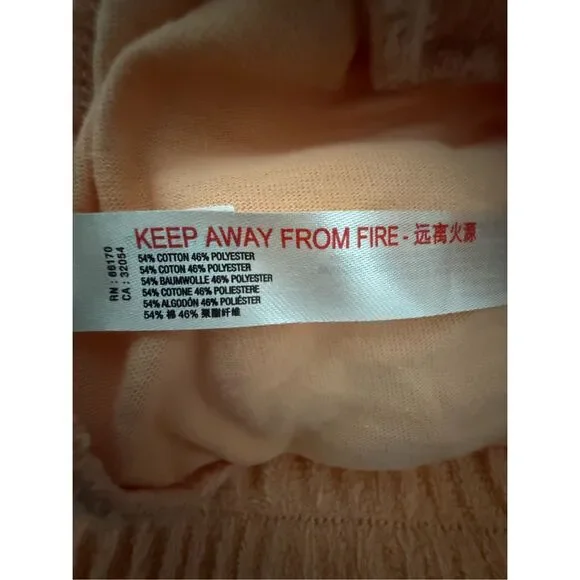 RN: 66170
CA: 32054
KEEP AWAY FROM FIRE - 远离火源
54% COTTON 46% POLYESTER
54% COTON 46% POLYESTER
54% BAUMWOLLE 46% POLYESTER
54% COTONE 46% POLIESTERE
54% ALGODÓN 46% POLIÉSTER
54% 棉 46% 聚酯纤维